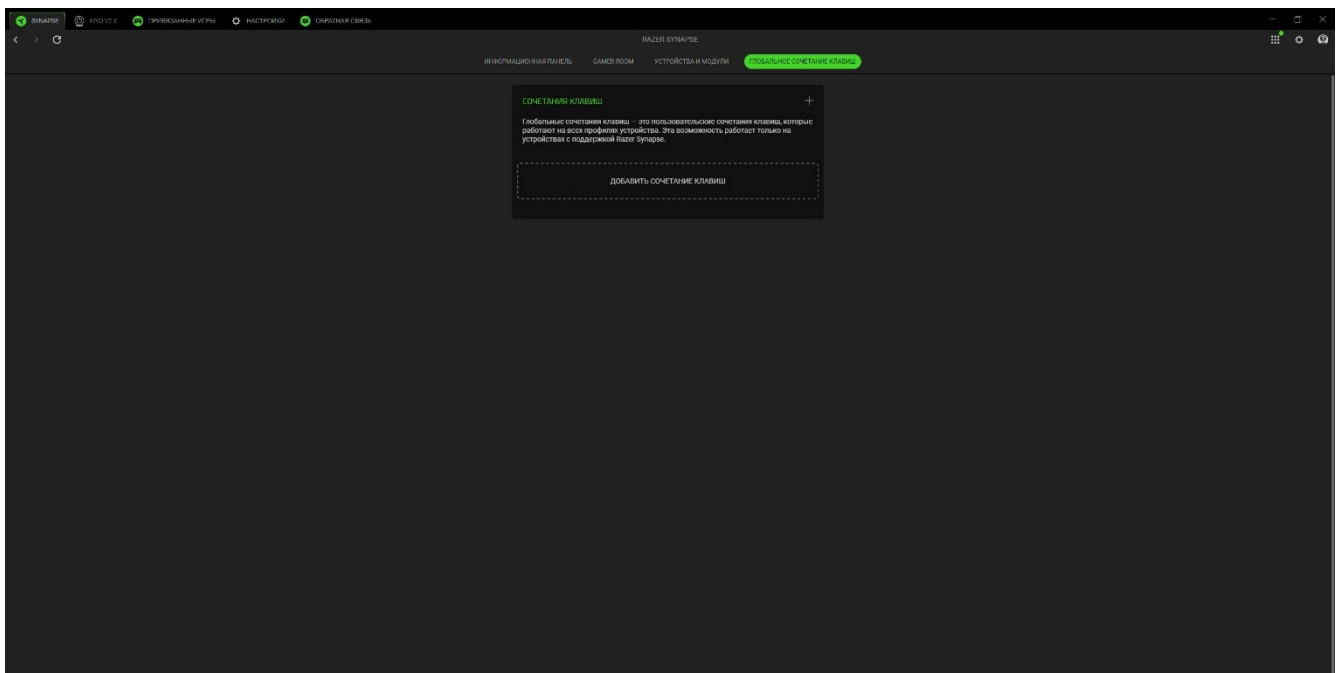 SYNAPSE KIYO V2 X ПРИВЯЗАННЫЕ ИГРЫ НАСТРОЙКИ ОБРАТНАЯ СВЯЗЬ
RAZER SYNAPSE
ИНФОРМАЦИОННАЯ ПАНЕЛЬ GAMER ROOM УСТРОЙСТВА И МОДУЛИ ГЛОБАЛЬНОЕ СОЧЕТАНИЕ КЛАВИШ
СОЧЕТАНИЯ КЛАВИШ
Глобальные сочетания клавиш — это пользовательские сочетания клавиш, которые
работают на всех профилях устройства. Эта возможность работает только на
устройствах с поддержкой Razer Synapse.
ДОБАВИТЬ СОЧЕТАНИЕ КЛАВИШ